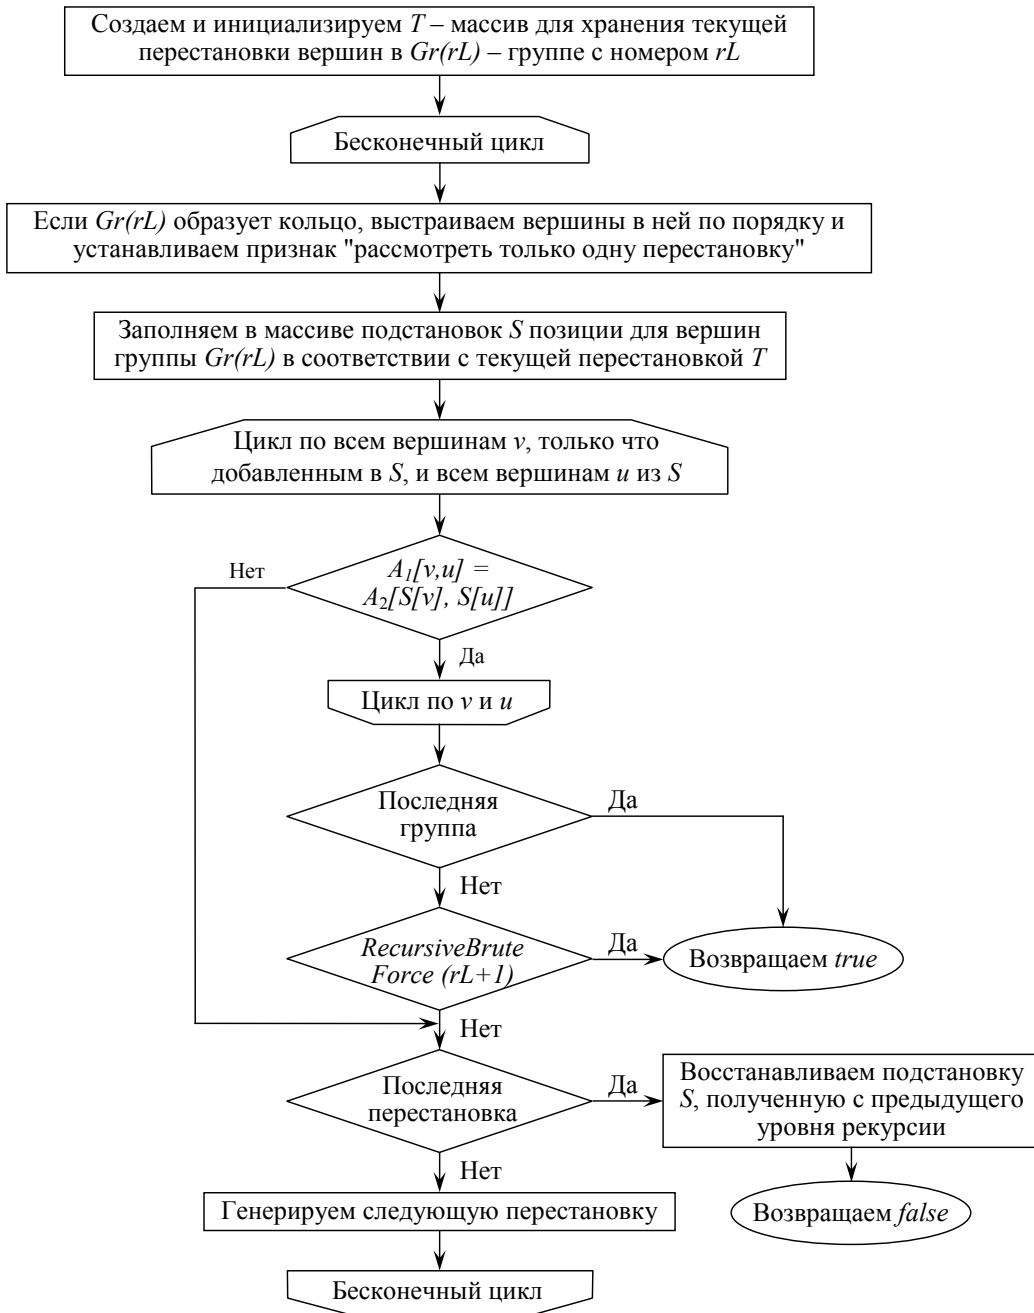 Создаем и инициализируем T – массив для хранения текущей
перестановки вершин в Gr(rL) – группе с номером rL
Бесконечный цикл
Если Gr(rL) образует кольцо, выстраиваем вершины в ней по порядку и
устанавливаем признак "рассмотреть только одну перестановку"
Заполняем в массиве подстановок S позиции для вершин
группы Gr(rL) в соответствии с текущей перестановкой T
Цикл по всем вершинам v, только что
добавленным в S, и всем вершинам u из S
Нет
A1[v,u] =
A2[S[v], S[u]]
Да
Цикл по v и u
Последняя
группа
Да
Нет
RecursiveBrute
Force (rL+1)
Да
Возвращаем true
Нет
Последняя
перестановка
Да
Восстанавливаем подстановку
S, полученную с предыдущего
уровня рекурсии
Нет
Генерируем следующую перестановку
Возвращаем false
Бесконечный цикл